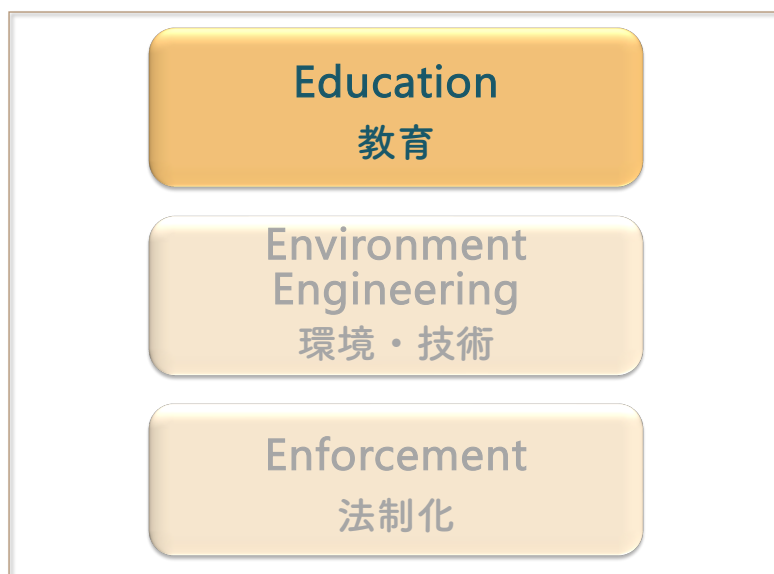 Education
教育
Environment
Engineering
環境・技術
Enforcement
法制化